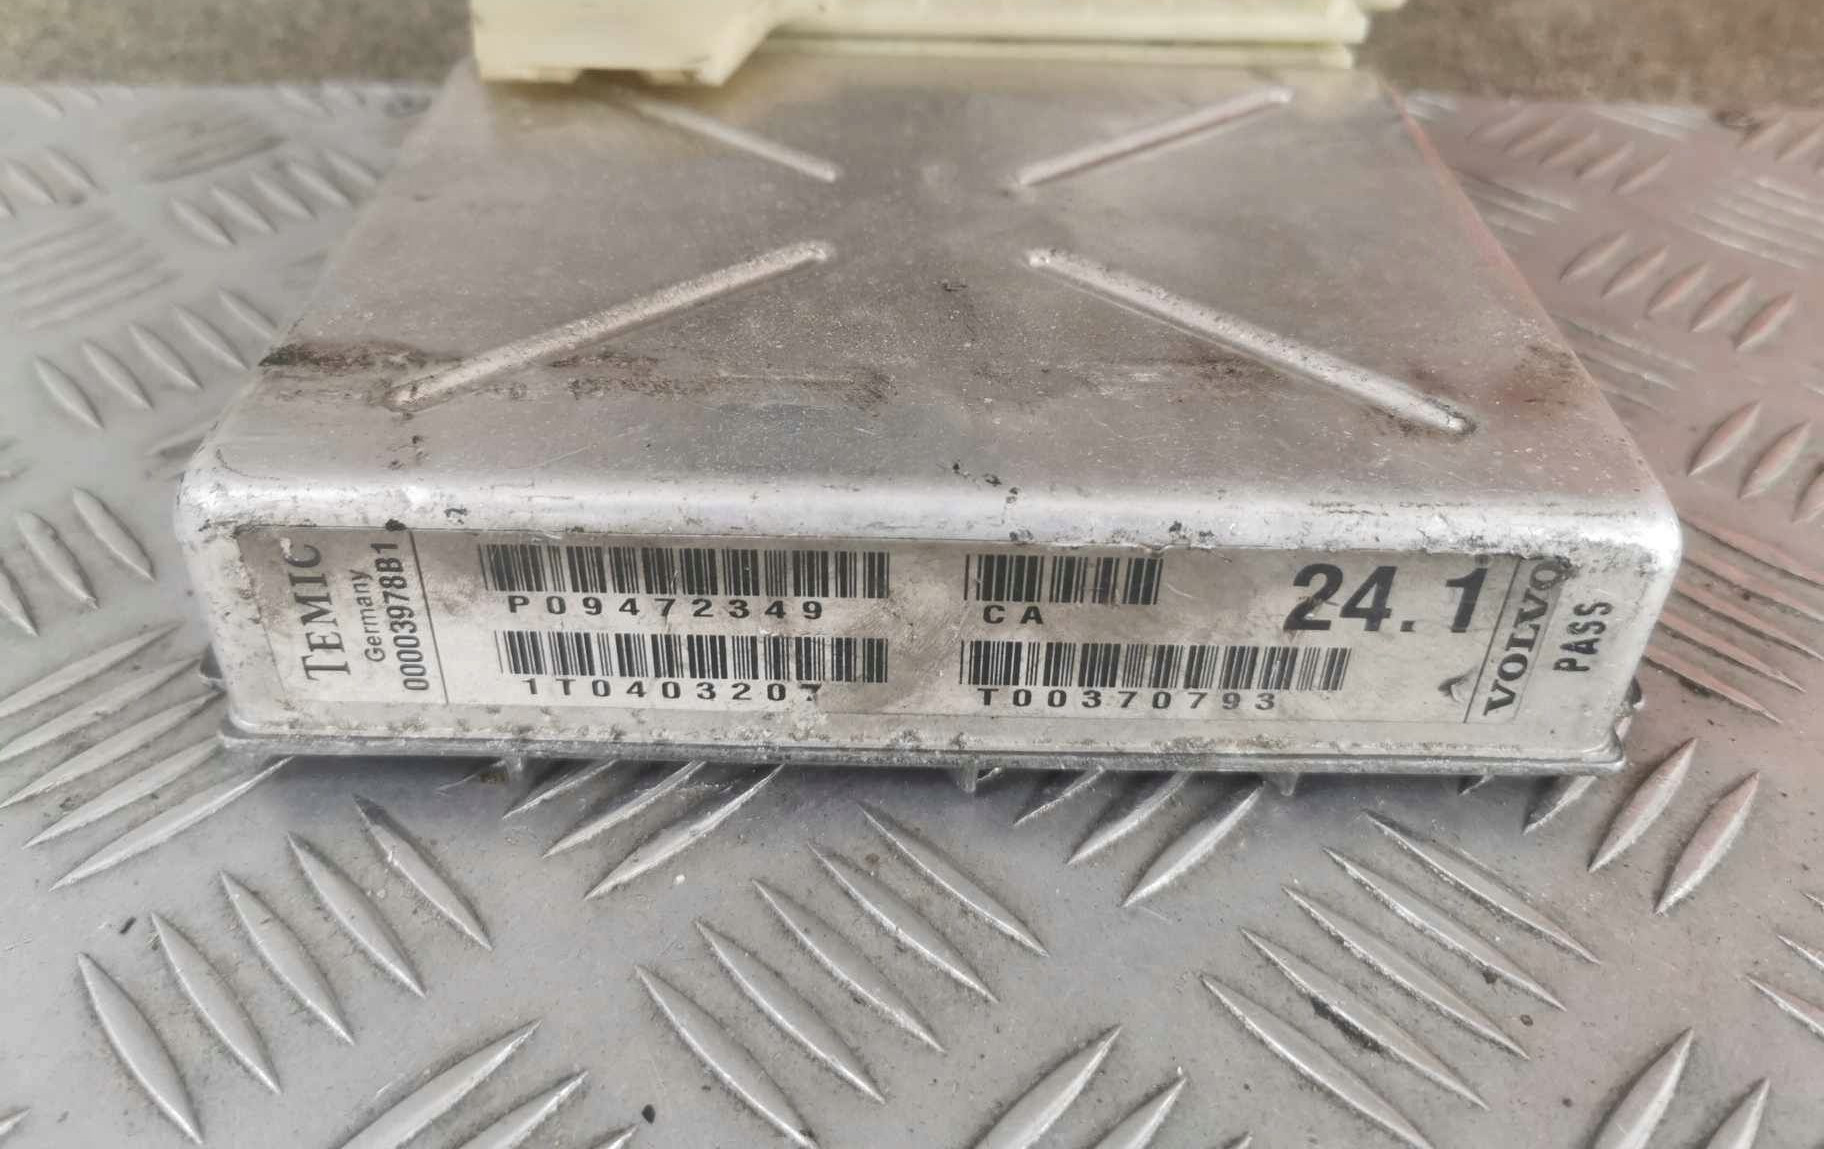 TEMIC
Germany
00003978B1
P09472349
CA
24.1
1T0403207
T00370793
VOLVO
PASS